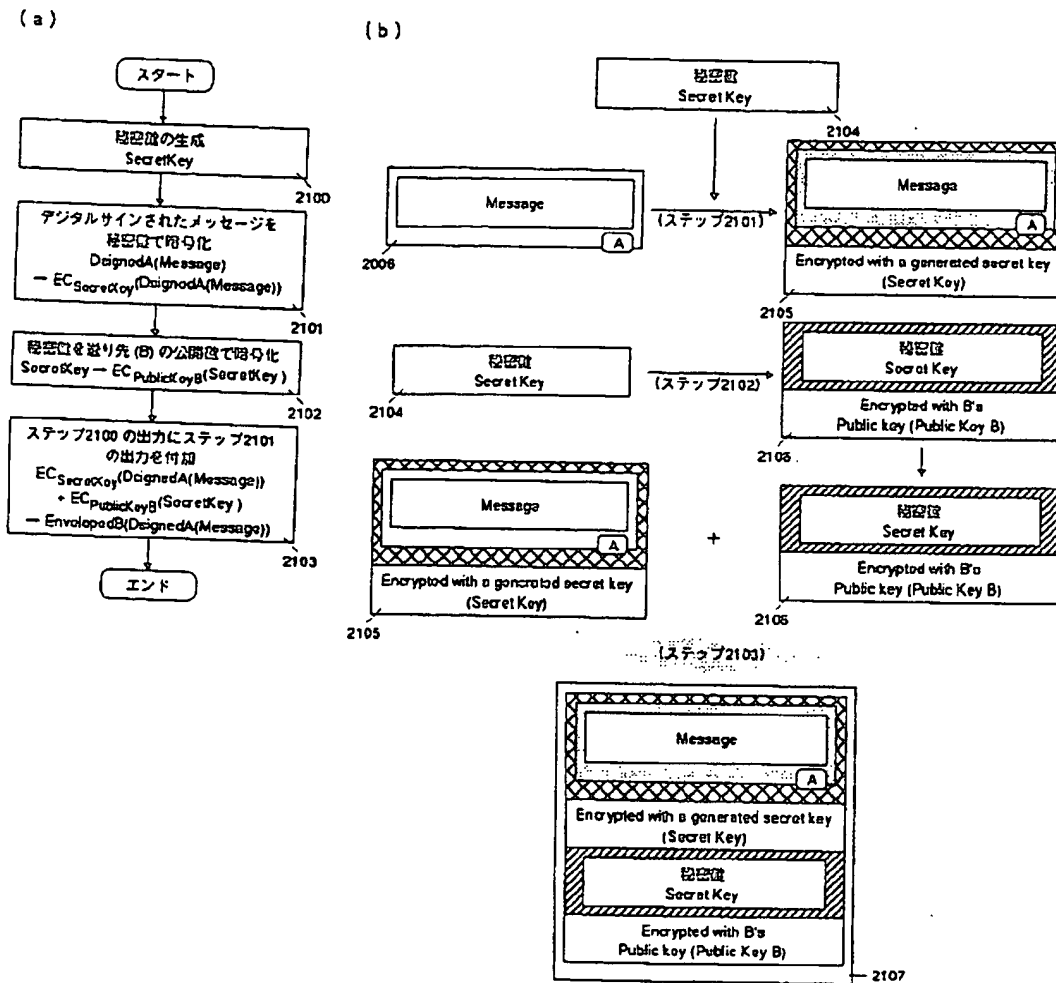 (a)
スタート
秘密鍵の生成
SecretKey
2100
デジタルサインされたメッセージを
秘密鍵で暗号化
DsignedA(Message)
— EC_SecretKey(DsignedA(Message))
2101
秘密鍵を送り先(B)の公開鍵で暗号化
SecretKey → EC_PublicKeyB(SecretKey)
2102
ステップ2100の出力にステップ2101
の出力を付加
EC_SecretKey(DsignedA(Message))
+ EC_PublicKeyB(SecretKey)
— EnvelopedB(DsignedA(Message))
2103
エンド
(b)
秘密鍵
Secret Key
2104
Message
A
2006
(ステップ2101)
Message
A
Encrypted with a generated secret key
(Secret Key)
2105
秘密鍵
Secret Key
2104
(ステップ2102)
秘密鍵
Secret Key
Encrypted with B's
Public key (Public Key B)
2106
Message
A
Encrypted with a generated secret key
(Secret Key)
2105
+
秘密鍵
Secret Key
Encrypted with B's
Public key (Public Key B)
2106
(ステップ2103)
Message
A
Encrypted with a generated secret key
(Secret Key)
秘密鍵
Secret Key
Encrypted with B's
Public key (Public Key B)
2107